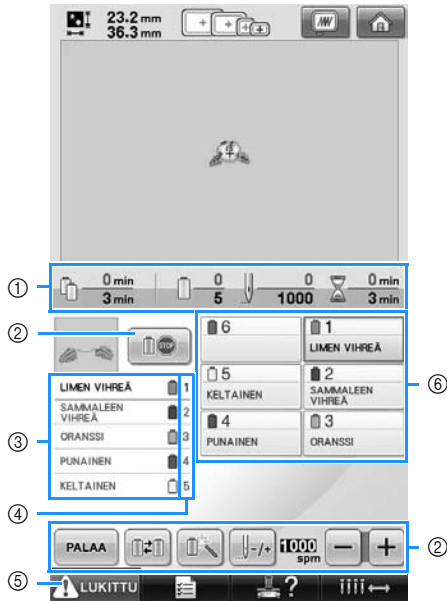 23.2 mm
36.3 mm
① 0 min 0 0 0 min
3 min 5 1000 3 min
② STOP
6
1
LIMEN VIHREÄ
5
KELTAINEN
2
SAMMALEEN
VIHREÄ
4
PUNAINEN
3
ORANSSI
⑥
③
LIMEN VIHREÄ 1
SAMMALEEN
VIHREÄ 2
ORANSSI 3
PUNAINEN 4
KELTAINEN 5
④
PALAA -/+ 1000 spm − + ②
⑤ LUKITTU ?